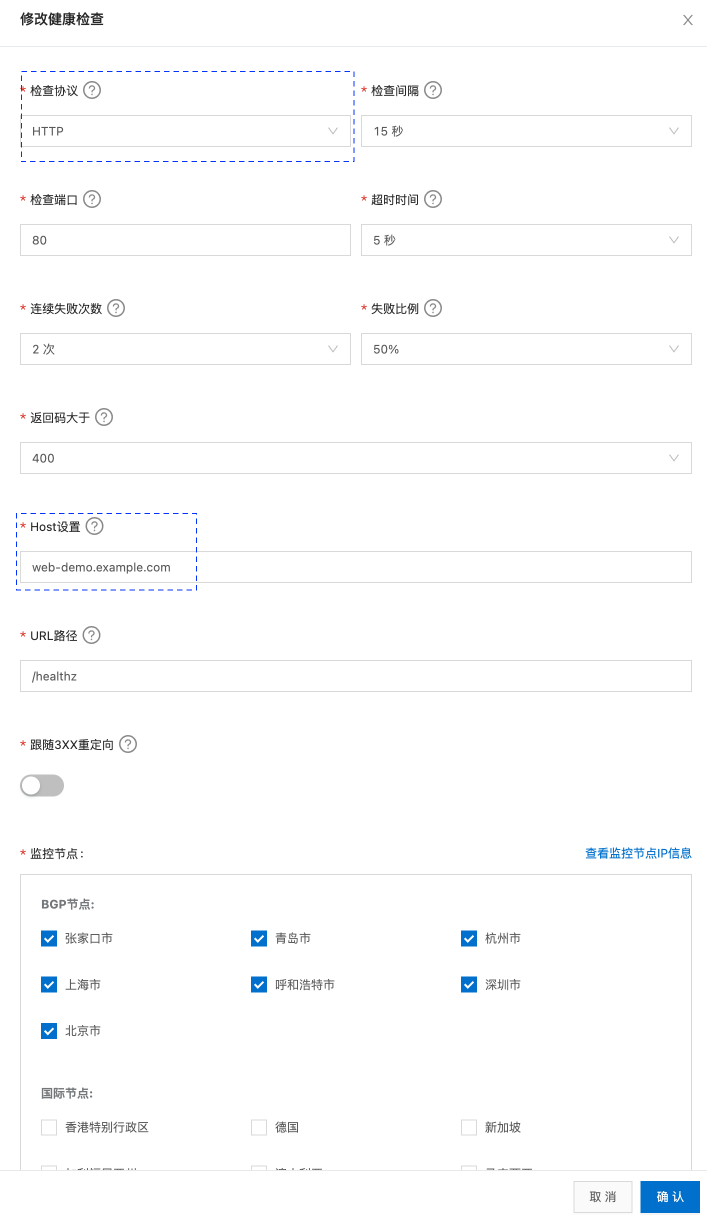 修改健康检查
* 检查协议 ?
* 检查间隔 ?
HTTP
15 秒
* 检查端口 ?
* 超时时间 ?
80
5 秒
* 连续失败次数 ?
* 失败比例 ?
2 次
50%
* 返回码大于 ?
400
* Host设置 ?
web-demo.example.com
* URL路径 ?
/healthz
* 跟随3XX重定向 ?
* 监控节点:
查看监控节点IP信息
BGP节点:
张家口市
青岛市
杭州市
上海市
呼和浩特市
深圳市
北京市
国际节点:
香港特别行政区
德国
新加坡
取 消
确 认